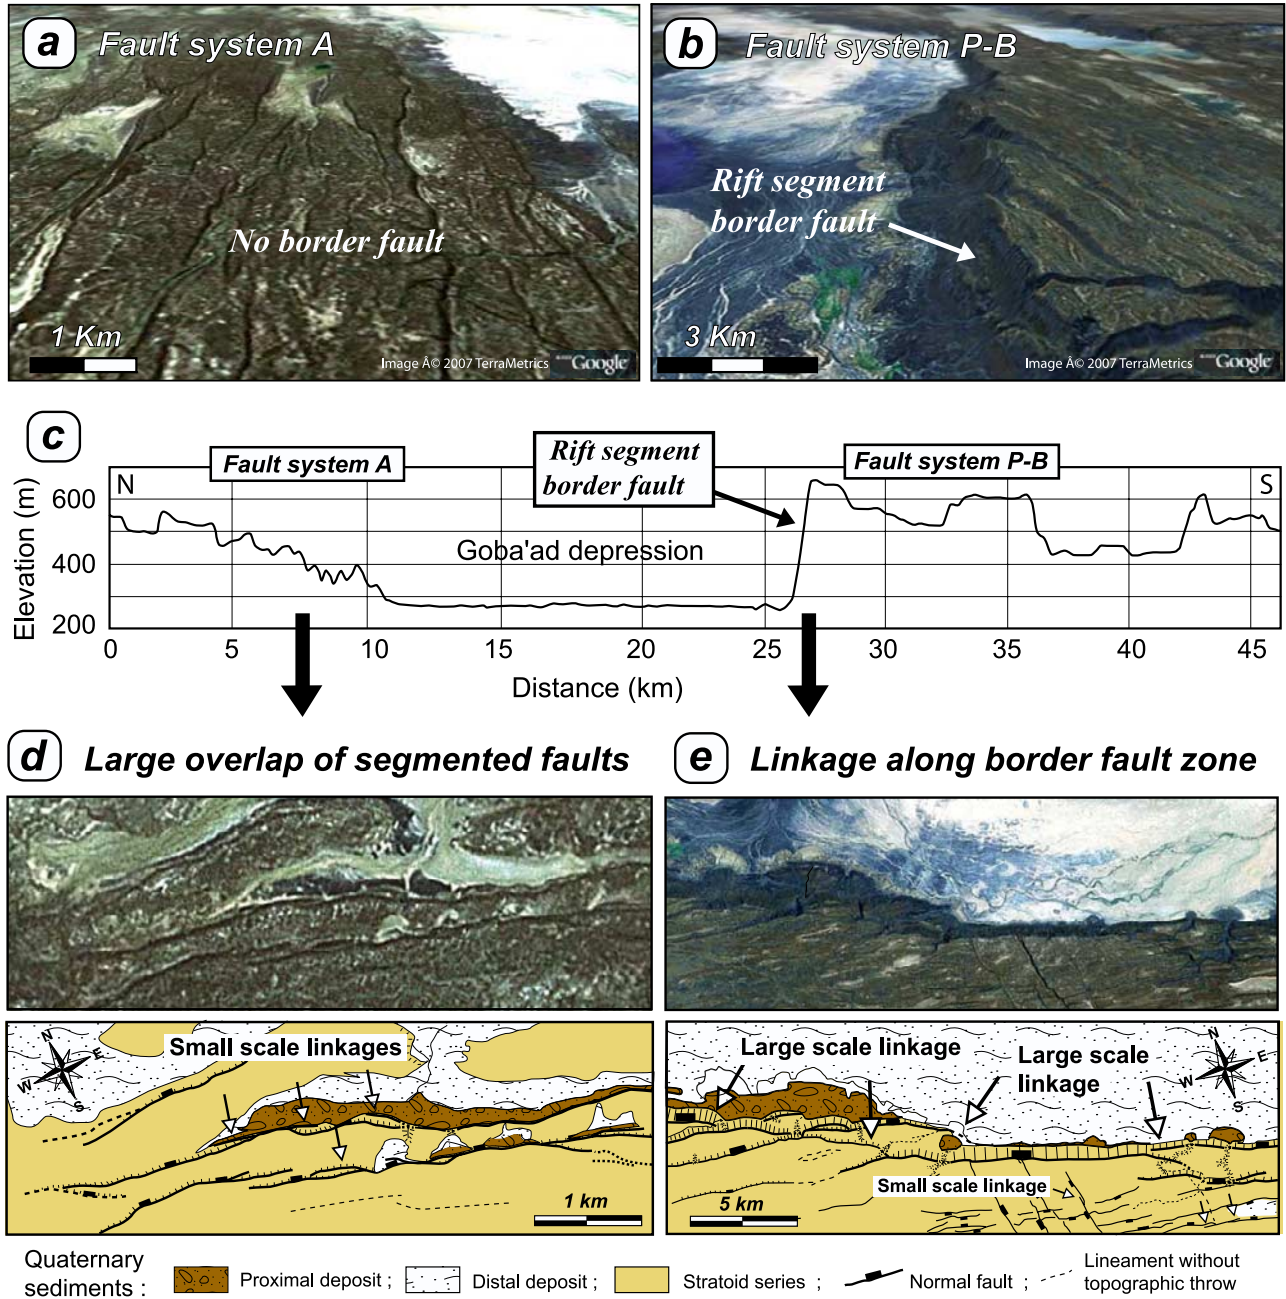 a
Fault system A
No border fault
1 Km
Image Â© 2007 TerraMetrics
Google
b
Fault system P-B
Rift segment
border fault
3 Km
Image Â© 2007 TerraMetrics
Google
c
Fault system A
Rift segment
border fault
Fault system P-B
N
S
Goba'ad depression
Elevation (m)
600
400
200
0
5
10
15
20
25
30
35
40
45
Distance (km)
d
Large overlap of segmented faults
N
E
W
S
Small scale linkages
1 km
e
Linkage along border fault zone
Large scale linkage
Large scale
linkage
N
E
W
S
Small scale linkage
5 km
Quaternary
sediments :
Proximal deposit ;
Distal deposit ;
Stratoid series ;
Normal fault ;
Lineament without
topographic throw